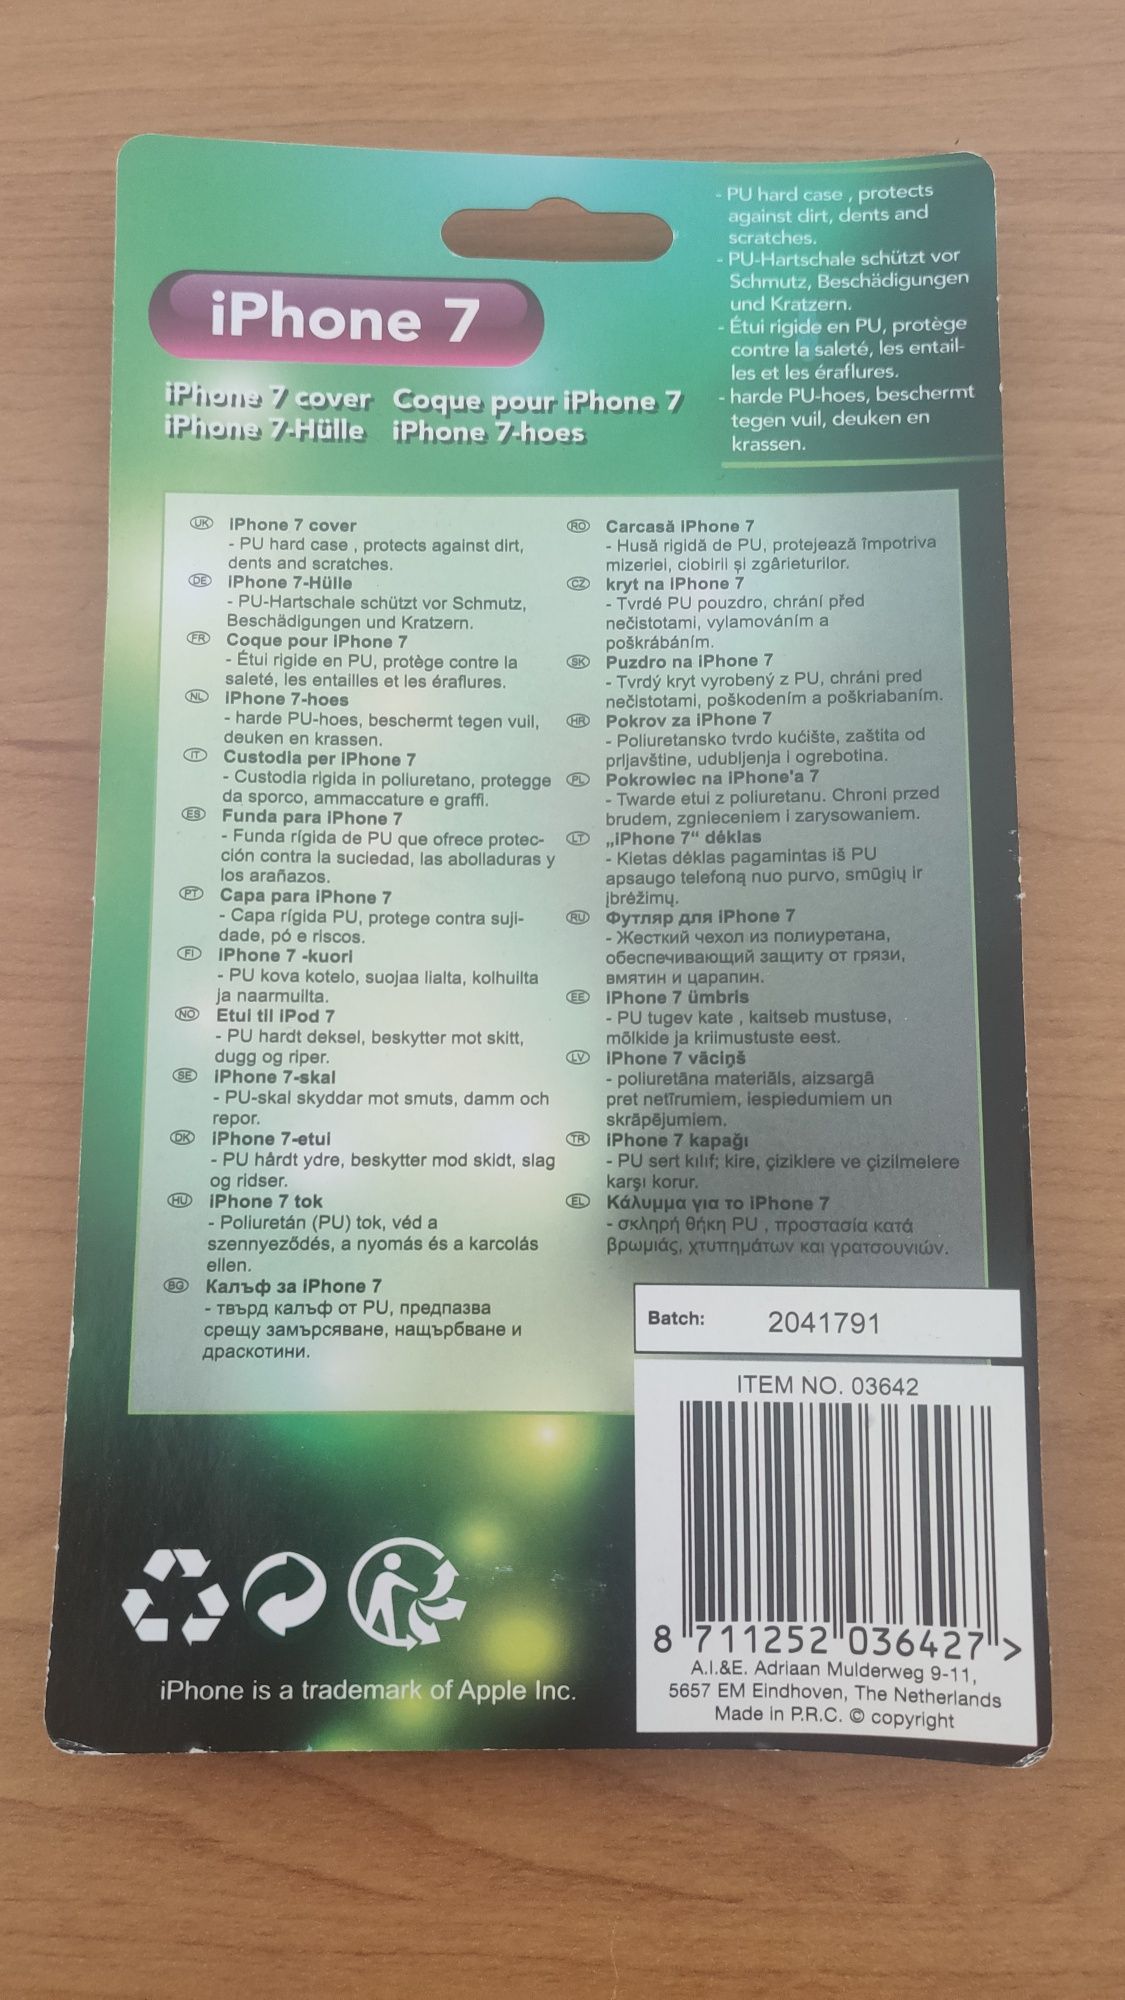 - PU hard case , protects
against dirt, dents and
scratches.
- PU-Hartschale schützt vor
Schmutz, Beschädigungen
und Kratzern.
- Étui rigide en PU, protège
contre la saleté, les entail-
les et les éraflures.
- harde PU-hoes, beschermt
tegen vuil, deuken en
krassen.
iPhone 7
iPhone 7 cover Coque pour iPhone 7
iPhone 7-Hülle iPhone 7-hoes
UK iPhone 7 cover
- PU hard case , protects against dirt,
dents and scratches.
DE iPhone 7-Hülle
- PU-Hartschale schützt vor Schmutz,
Beschädigungen und Kratzern.
FR Coque pour iPhone 7
- Étui rigide en PU, protège contre la
saleté, les entailles et les éraflures.
NL iPhone 7-hoes
- harde PU-hoes, beschermt tegen vuil,
deuken en krassen.
IT Custodia per iPhone 7
- Custodia rigida in poliuretano, protegge
da sporco, ammaccature e graffi.
ES Funda para iPhone 7
- Funda rígida de PU que ofrece protec-
ción contra la suciedad, las abolladuras y
los arañazos.
PT Capa para iPhone 7
- Capa rígida PU, protege contra suji-
dade, pó e riscos.
FI iPhone 7 -kuori
- PU kova kotelo, suojaa lialta, kolhuilta
ja naarmuilta.
NO Etui til iPod 7
- PU hardt deksel, beskytter mot skitt,
dugg og riper.
SE iPhone 7-skal
- PU-skal skyddar mot smuts, damm och
repor.
DK iPhone 7-etui
- PU hårdt ydre, beskytter mod skidt, slag
og ridser.
HU iPhone 7 tok
- Poliuretán (PU) tok, véd a
szennyeződés, a nyomás és a karcolás
ellen.
BG Калъф за iPhone 7
- твърд калъф от PU, предпазва
срещу замърсяване, нащърбване и
драскотини.
RO Carcasă iPhone 7
- Husă rigidă de PU, protejează împotriva
mizeriei, ciobirii și zgârieturilor.
CZ kryt na iPhone 7
- Tvrdé PU pouzdro, chrání před
nečistotami, vylamováním a
poškrábáním.
SK Puzdro na iPhone 7
- Tvrdý kryt vyrobený z PU, chráni pred
nečistotami, poškodením a poškriabaním.
HR Pokrov za iPhone 7
- Poliuretansko tvrdo kućište, zaštita od
prljavštine, udubljenja i ogrebotina.
PL Pokrowiec na iPhone'a 7
- Twarde etui z poliuretanu. Chroni przed
brudem, zgnieceniem i zarysowaniem.
LT „iPhone 7“ dėklas
- Kietas dėklas pagamintas iš PU
apsaugo telefoną nuo purvo, smūgių ir
įbrėžimų.
RU Футляр для iPhone 7
- Жесткий чехол из полиуретана,
обеспечивающий защиту от грязи,
вмятин и царапин.
EE iPhone 7 ümbris
- PU tugev kate , kaitseb mustuse,
mõlkide ja kriimustuste eest.
LV iPhone 7 vāciņš
- poliuretāna materiāls, aizsargā
pret netīrumiem, iespiedumiem un
skrāpējumiem.
TR iPhone 7 kapağı
- PU sert kılıf; kire, çiziklere ve çizilmelere
karşı korur.
EL Κάλυμμα για το iPhone 7
- σκληρή θήκη PU , προστασία κατά
βρωμιάς, χτυπημάτων και γρατσουνιών.
Batch: 2041791
ITEM NO. 03642
8 711252 036427 >
A.I.&E. Adriaan Mulderweg 9-11,
5657 EM Eindhoven, The Netherlands
Made in P.R.C. © copyright
iPhone is a trademark of Apple Inc.